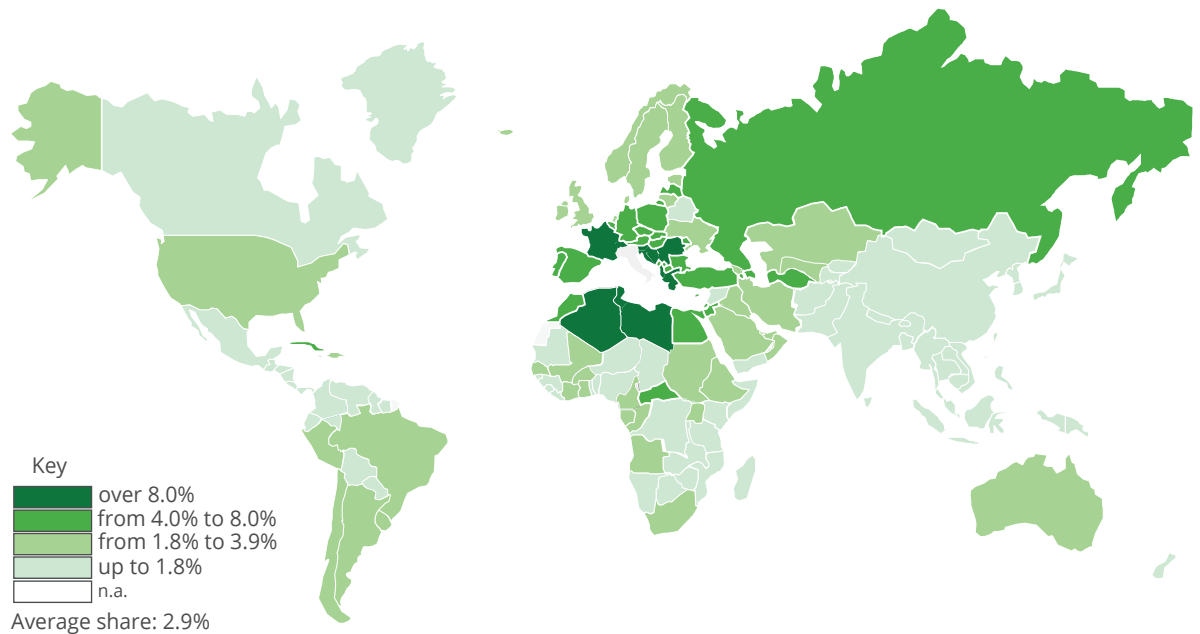 Key
over 8.0%
from 4.0% to 8.0%
from 1.8% to 3.9%
up to 1.8%
n.a.
Average share: 2.9%